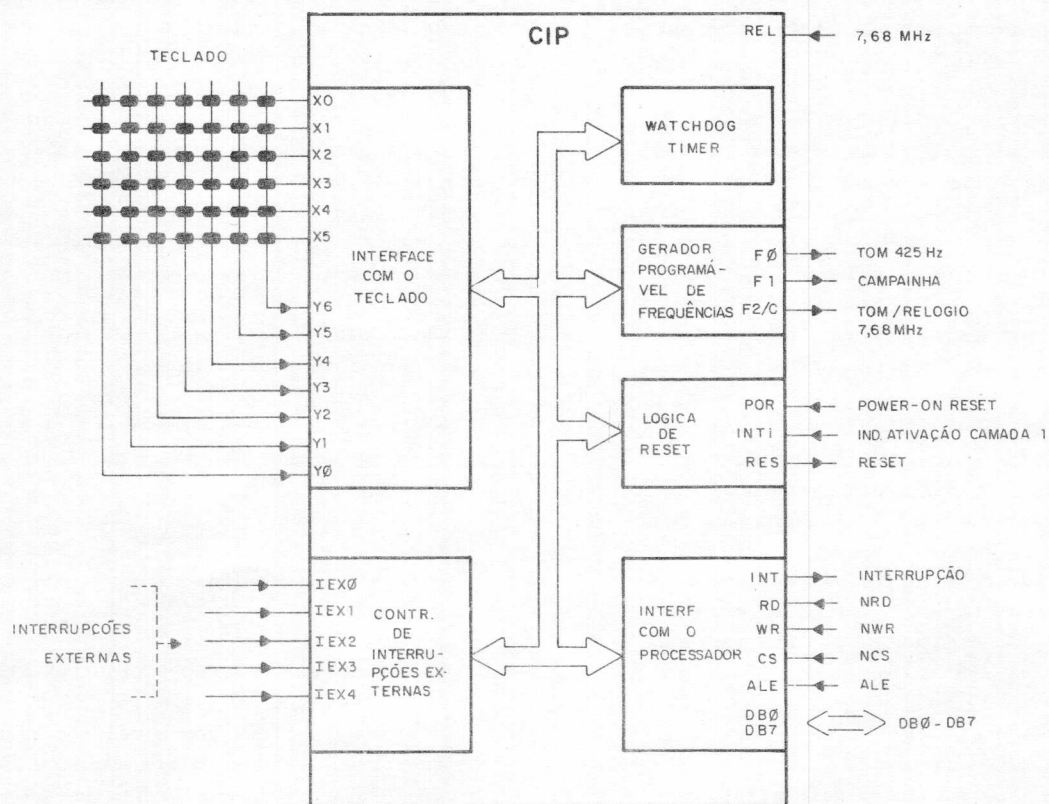 CIP
REL
7,68 MHz
TECLADO
X0
X1
X2
X3
X4
X5
INTERFACE
COM O
TECLADO
Y6
Y5
Y4
Y3
Y2
Y1
YØ
WATCHDOG
TIMER
GERADOR
PROGRAMÁ-
VEL DE
FREQUÊNCIAS
FØ
F1
F2/C
TOM 425 Hz
CAMPAINHA
TOM / RELOGIO
7,68 MHz
LOGICA
DE
RESET
POR
INTi
RES
POWER-ON RESET
IND. ATIVAÇÃO CAMADA 1
RESET
INTERRUPCÕES
EXTERNAS
IEXØ
IEX1
IEX2
IEX3
IEX4
CONTR.
DE
INTERRU-
PÇÕES EX-
TERNAS
INTERF
COM O
PROCESSADOR
INT
RD
WR
CS
ALE
DBØ
DB7
INTERRUPÇÃO
NRD
NWR
NCS
ALE
DBØ - DB7